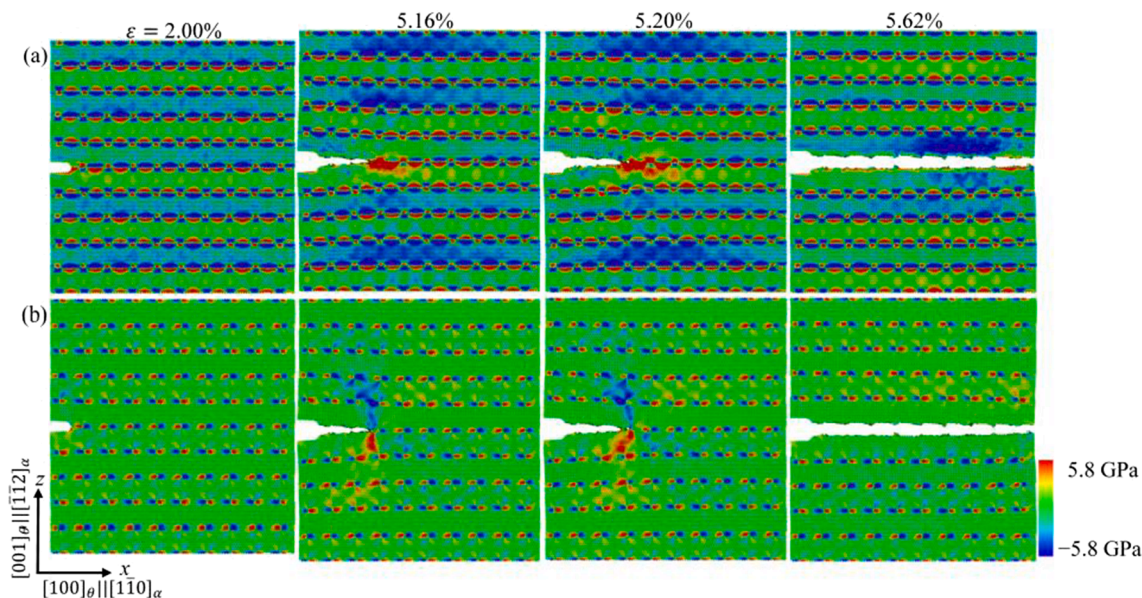 ε = 2.00% 5.16% 5.20% 5.62%
(a)
(b)
5.8 GPa
−5.8 GPa
z
[001]θ||[1̅1̅2]α
x
[100]θ||[11̅0]α